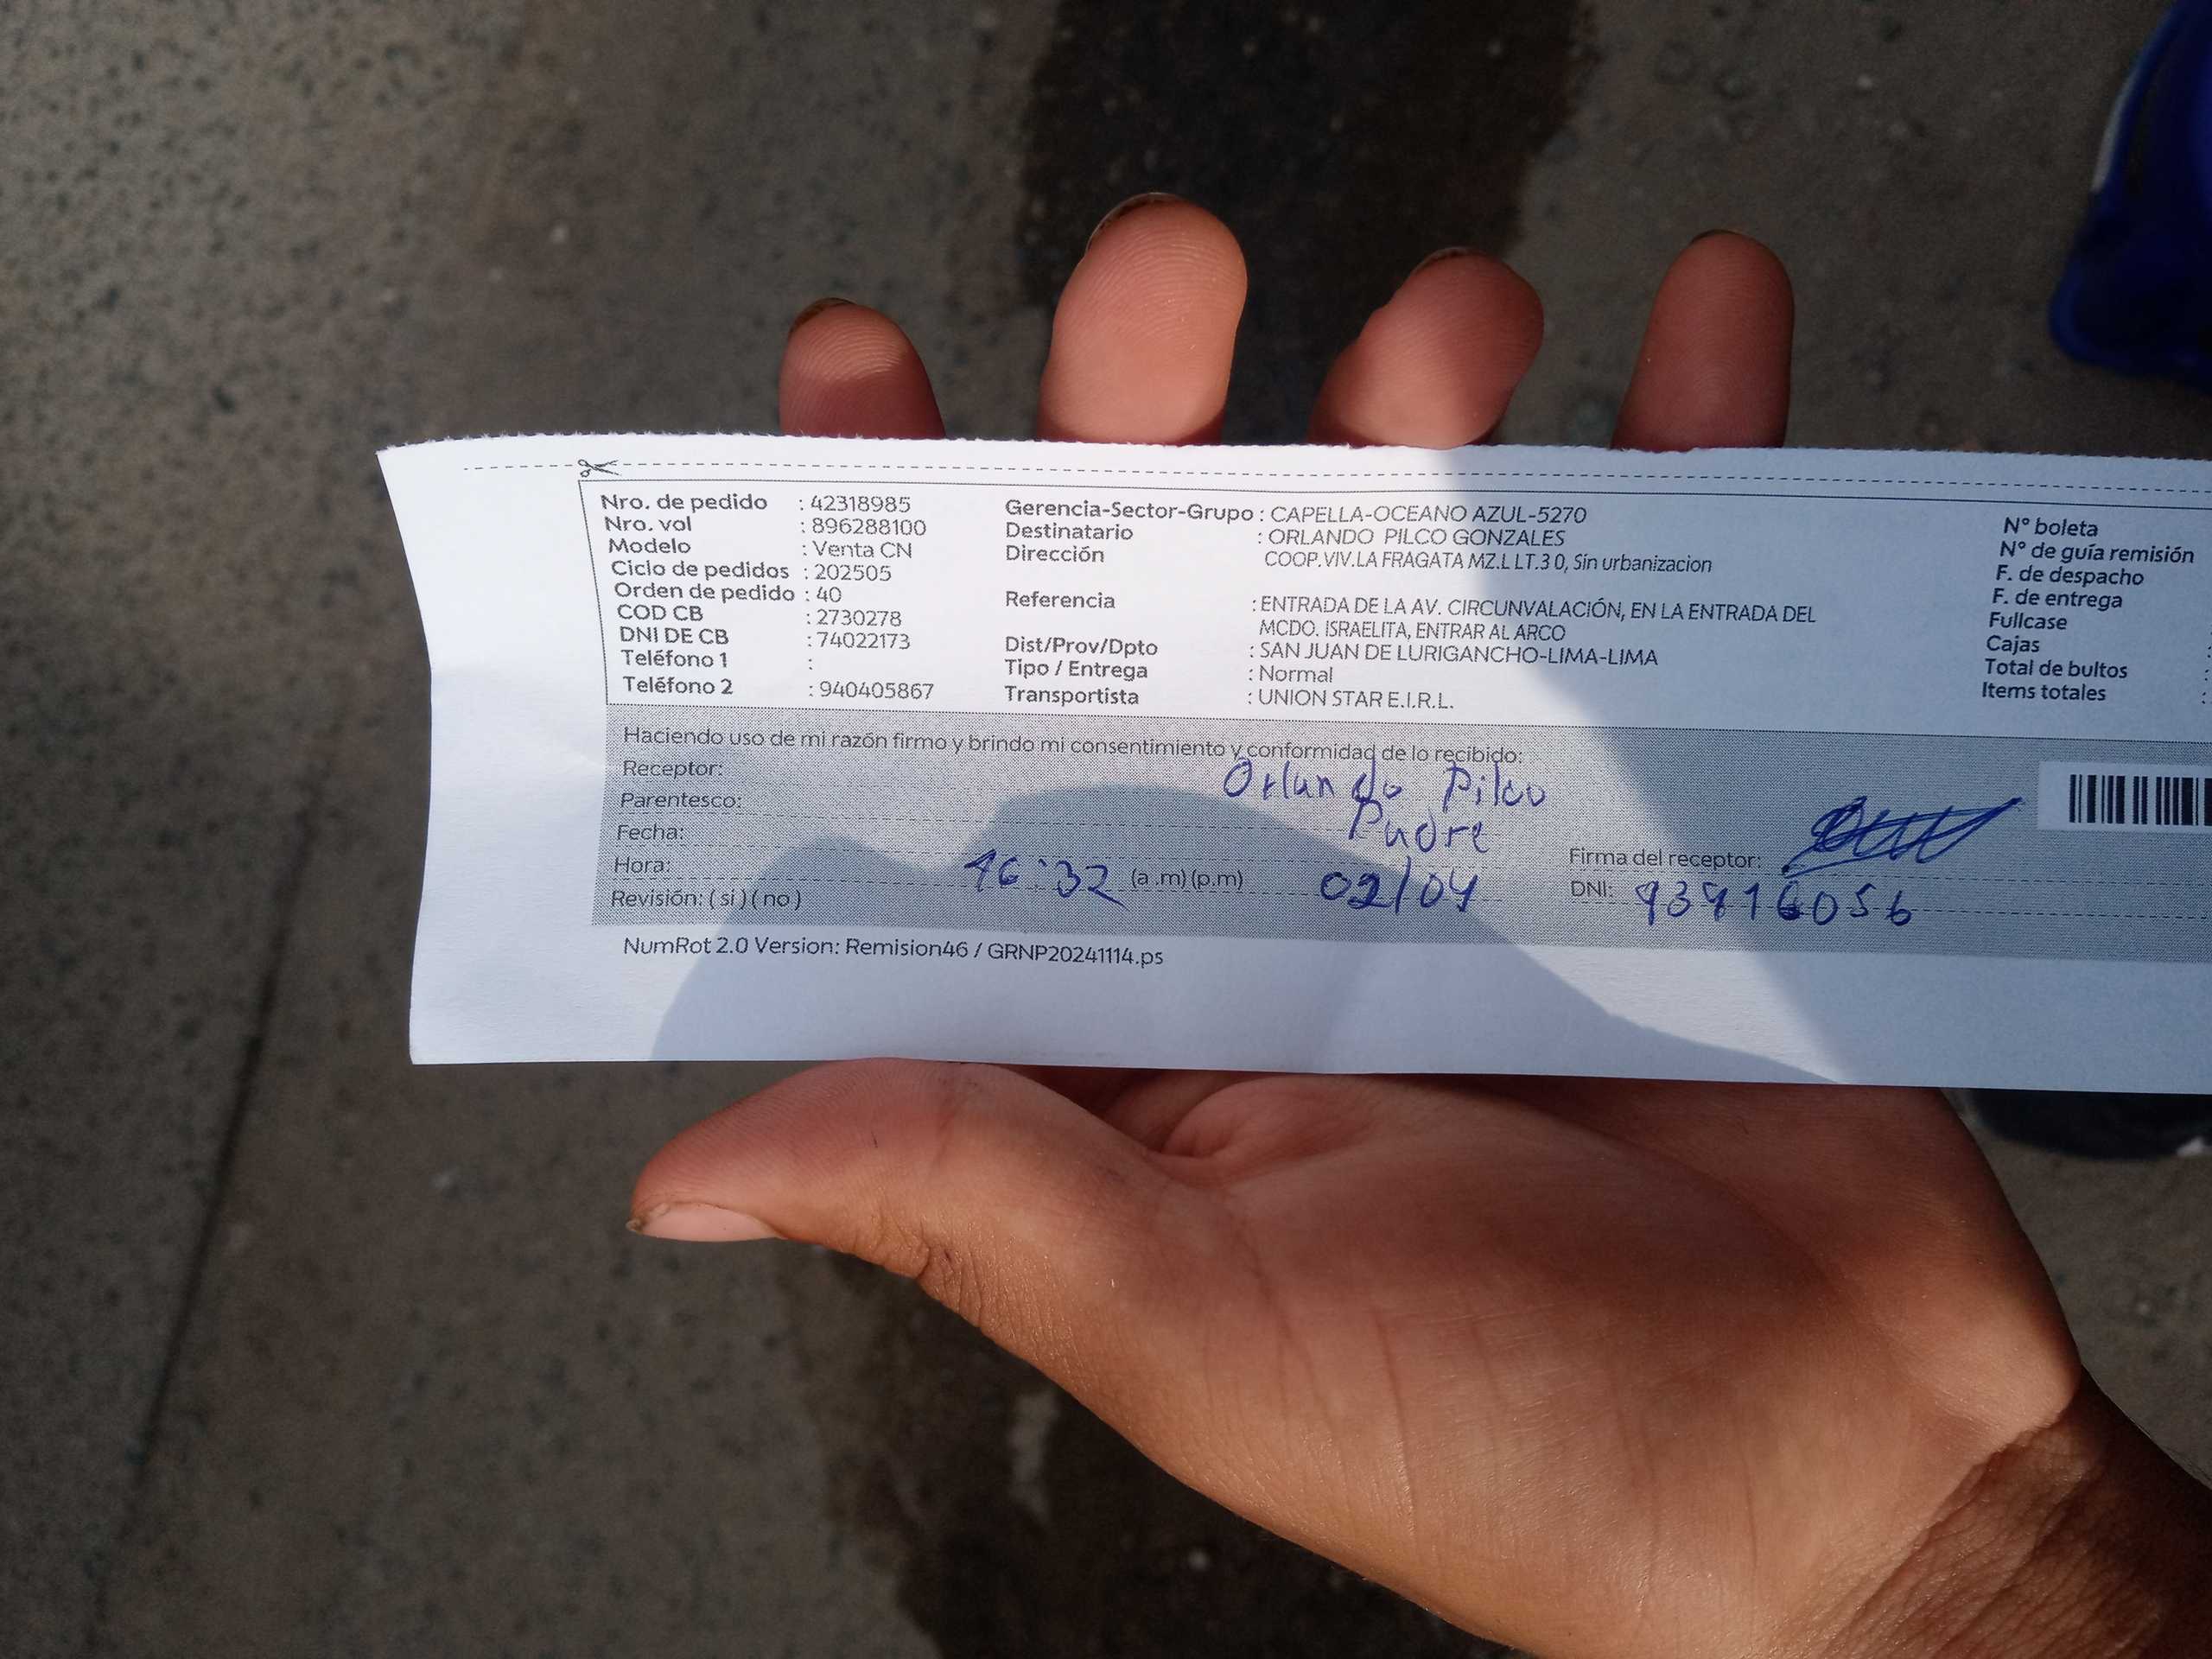 Nro. de pedido : 42318985
Nro. vol : 896288100
Modelo : Venta CN
Ciclo de pedidos : 202505
Orden de pedido : 40
COD CB : 2730278
DNI DE CB : 74022173
Teléfono 1 :
Teléfono 2 : 940405867
Gerencia-Sector-Grupo : CAPELLA-OCEANO AZUL-5270
Destinatario : ORLANDO PILCO GONZALES
Dirección COOP.VIV.LA FRAGATA MZ.L LT.3 0, Sin urbanizacion
Referencia : ENTRADA DE LA AV. CIRCUNVALACIÓN, EN LA ENTRADA DEL
MCDO. ISRAELITA, ENTRAR AL ARCO
Dist/Prov/Dpto : SAN JUAN DE LURIGANCHO-LIMA-LIMA
Tipo / Entrega : Normal
Transportista : UNION STAR E.I.R.L.
N° boleta
N° de guía remisión
F. de despacho
F. de entrega
Fullcase
Cajas :
Total de bultos :
Items totales :
Haciendo uso de mi razón firmo y brindo mi consentimiento y conformidad de lo recibido:
Receptor: Orlando Pilco
Parentesco: Padre
Fecha:
Hora: 16:32 (a.m) (p.m) 02/04
Revisión: ( si ) ( no )
Firma del receptor:
DNI:
NumRot 2.0 Version: Remision46 / GRNP20241114.ps